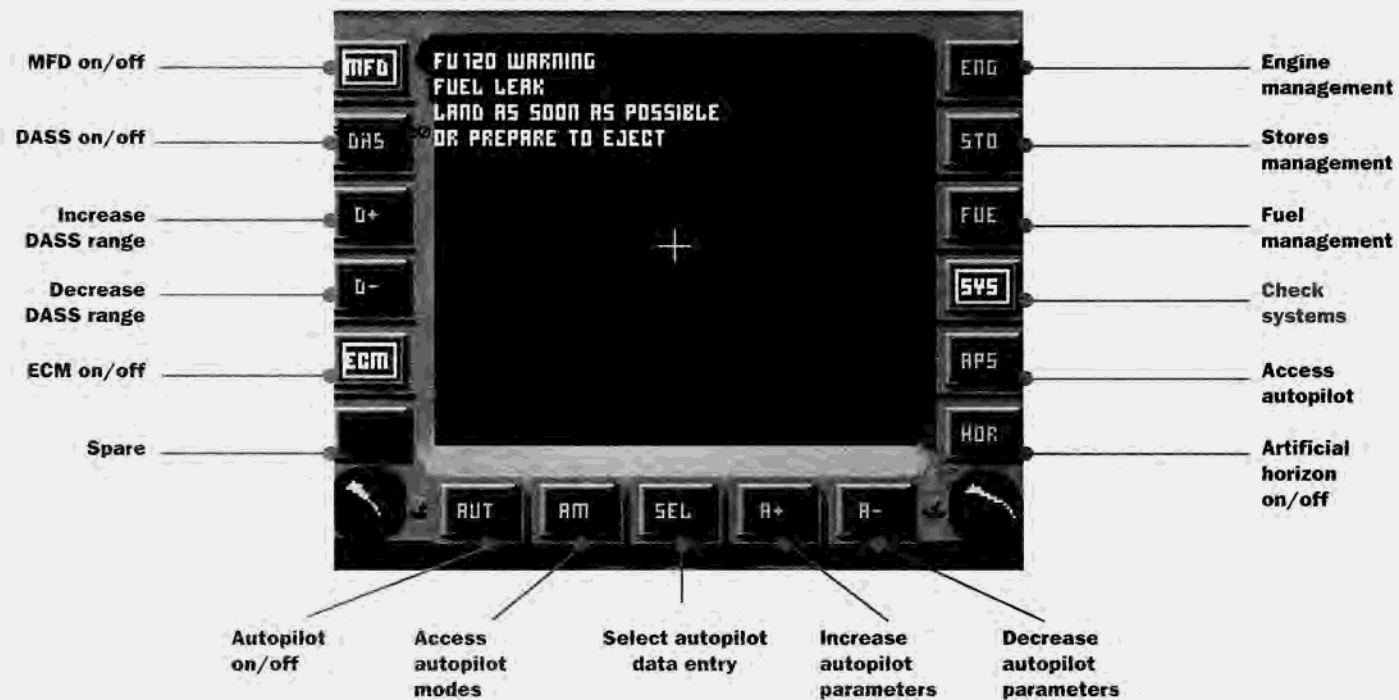 MFD on/off
DASS on/off
Increase
DASS range
Decrease
DASS range
ECM on/off
Spare
MFD
DAS
D+
D-
ECM
FU120 WARNING
FUEL LEAK
LAND AS SOON AS POSSIBLE
OR PREPARE TO EJECT
ENG
STO
FUE
SYS
APS
HOR
Engine
management
Stores
management
Fuel
management
Check
systems
Access
autopilot
Artificial
horizon
on/off
AUT
AM
SEL
A+
A-
Autopilot
on/off
Access
autopilot
modes
Select autopilot
data entry
Increase
autopilot
parameters
Decrease
autopilot
parameters